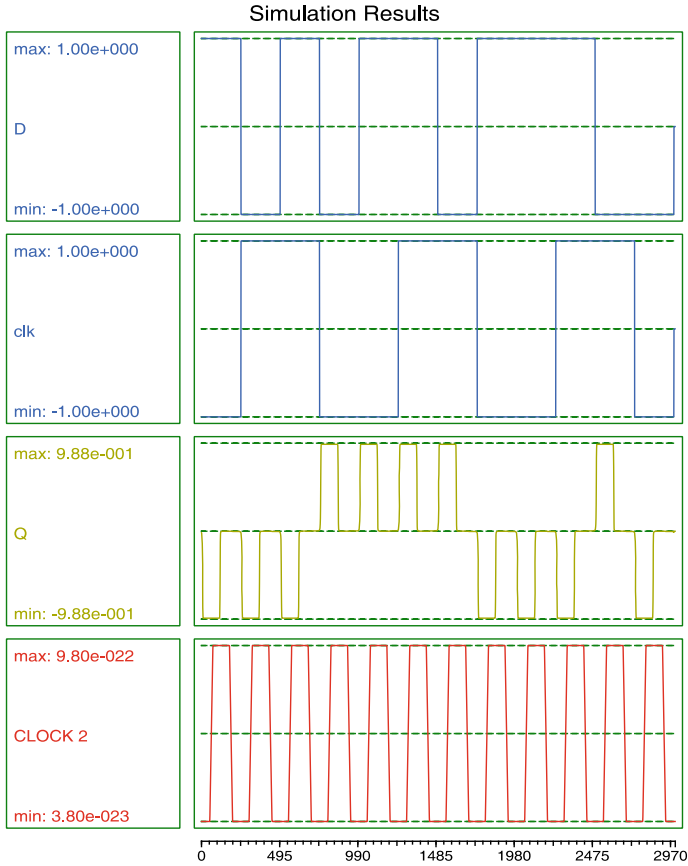 Simulation Results
max: 1.00e+000
D
min: -1.00e+000
max: 1.00e+000
clk
min: -1.00e+000
max: 9.88e-001
Q
min: -9.88e-001
max: 9.80e-022
CLOCK 2
min: 3.80e-023
0 495 990 1485 1980 2475 2970